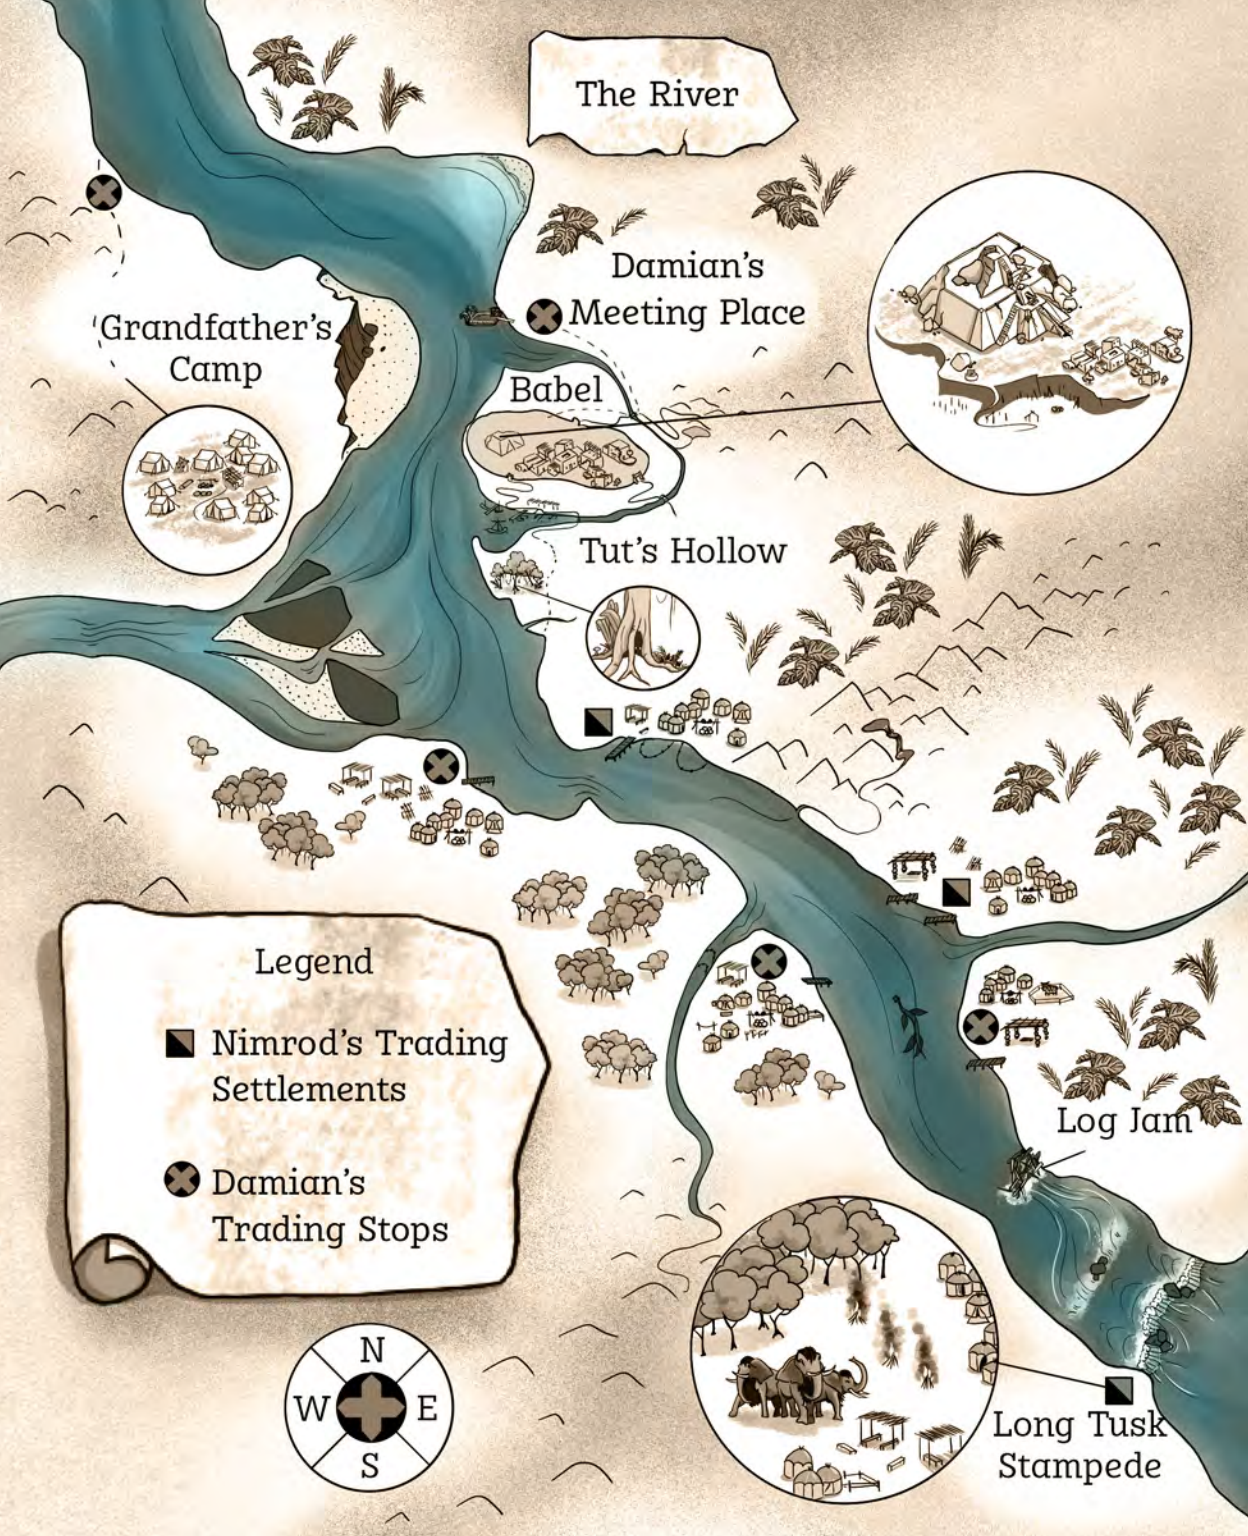 The River
Damian's
Meeting Place
Grandfather's
Camp
Babel
Tut's Hollow
Legend
Nimrod's Trading
Settlements
Damian's
Trading Stops
Log Jam
N
W
E
S
Long Tusk
Stampede